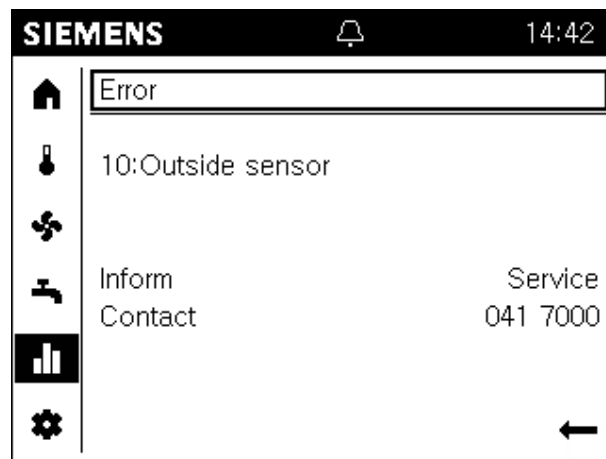 SIEMENS 14:42
Error
10:Outside sensor
Inform Service
Contact 041 7000